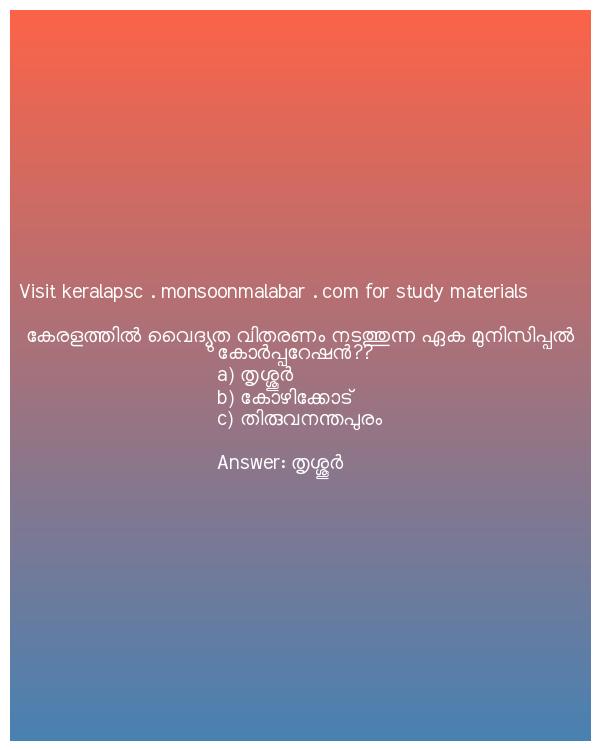 Visit keralapsc . monsoonmalabar . com for study materials
കേരളത്തിൽ വൈദ്യുത വിതരണം നടത്തുന്ന ഏക മുനിസിപ്പൽ
കോർപ്പറേഷൻ??
a) തൃശ്ശൂർ
b) കോഴിക്കോട്
c) തിരുവനന്തപുരം
Answer: തൃശ്ശൂർ